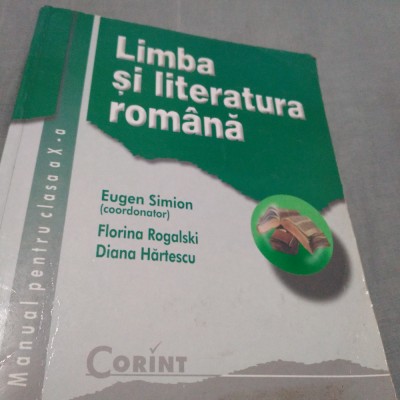 Limba
și literatura
română
Eugen Simion
(coordonator)
Florina Rogalski
Diana Hărtescu
Manual pentru clasa a X-a
CORINT